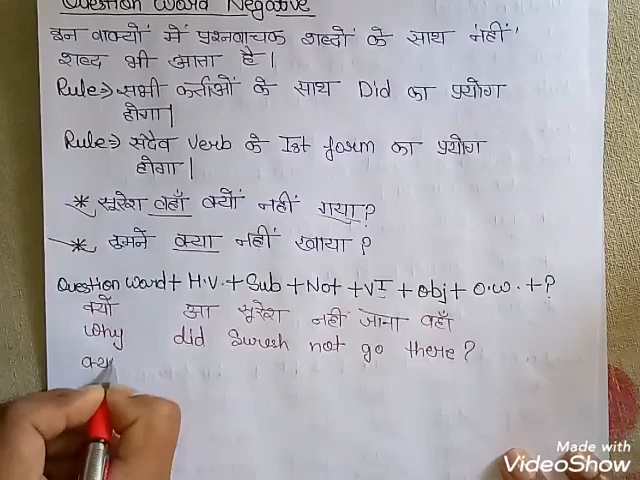 Question Word Negative
इन वाक्यों में प्रश्नवाचक शब्दों के साथ 'नहीं'
शब्द भी आता है।
Rule⇒ सभी कर्त्ताओं के साथ Did का प्रयोग
होगा।
Rule⇒ सदैव verb के Ist form का प्रयोग
होगा।
* सुरेश वहाँ क्यों नहीं गया?
* तुमने क्या नहीं खाया?
Question Word + H.V. + Sub + Not + VI + obj + O.W. + ?
क्यों सुरेश नहीं जाना वहाँ
Why did Suresh not go there?
क्या
Made with
VideoShow